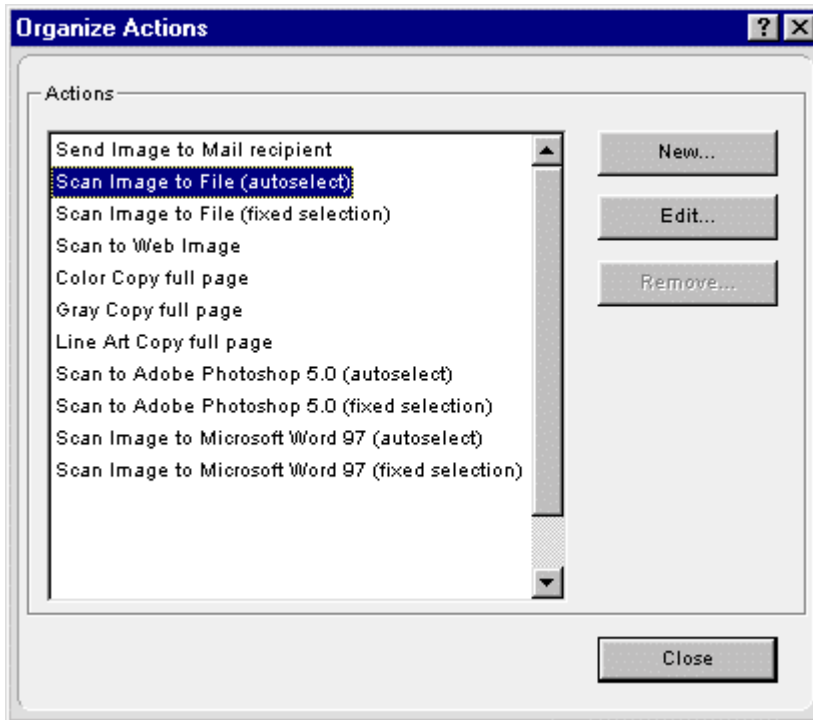 Organize Actions
Actions
Send Image to Mail recipient
Scan Image to File (autoselect)
Scan Image to File (fixed selection)
Scan to Web Image
Color Copy full page
Gray Copy full page
Line Art Copy full page
Scan to Adobe Photoshop 5.0 (autoselect)
Scan to Adobe Photoshop 5.0 (fixed selection)
Scan Image to Microsoft Word 97 (autoselect)
Scan Image to Microsoft Word 97 (fixed selection)
New...
Edit...
Remove...
Close